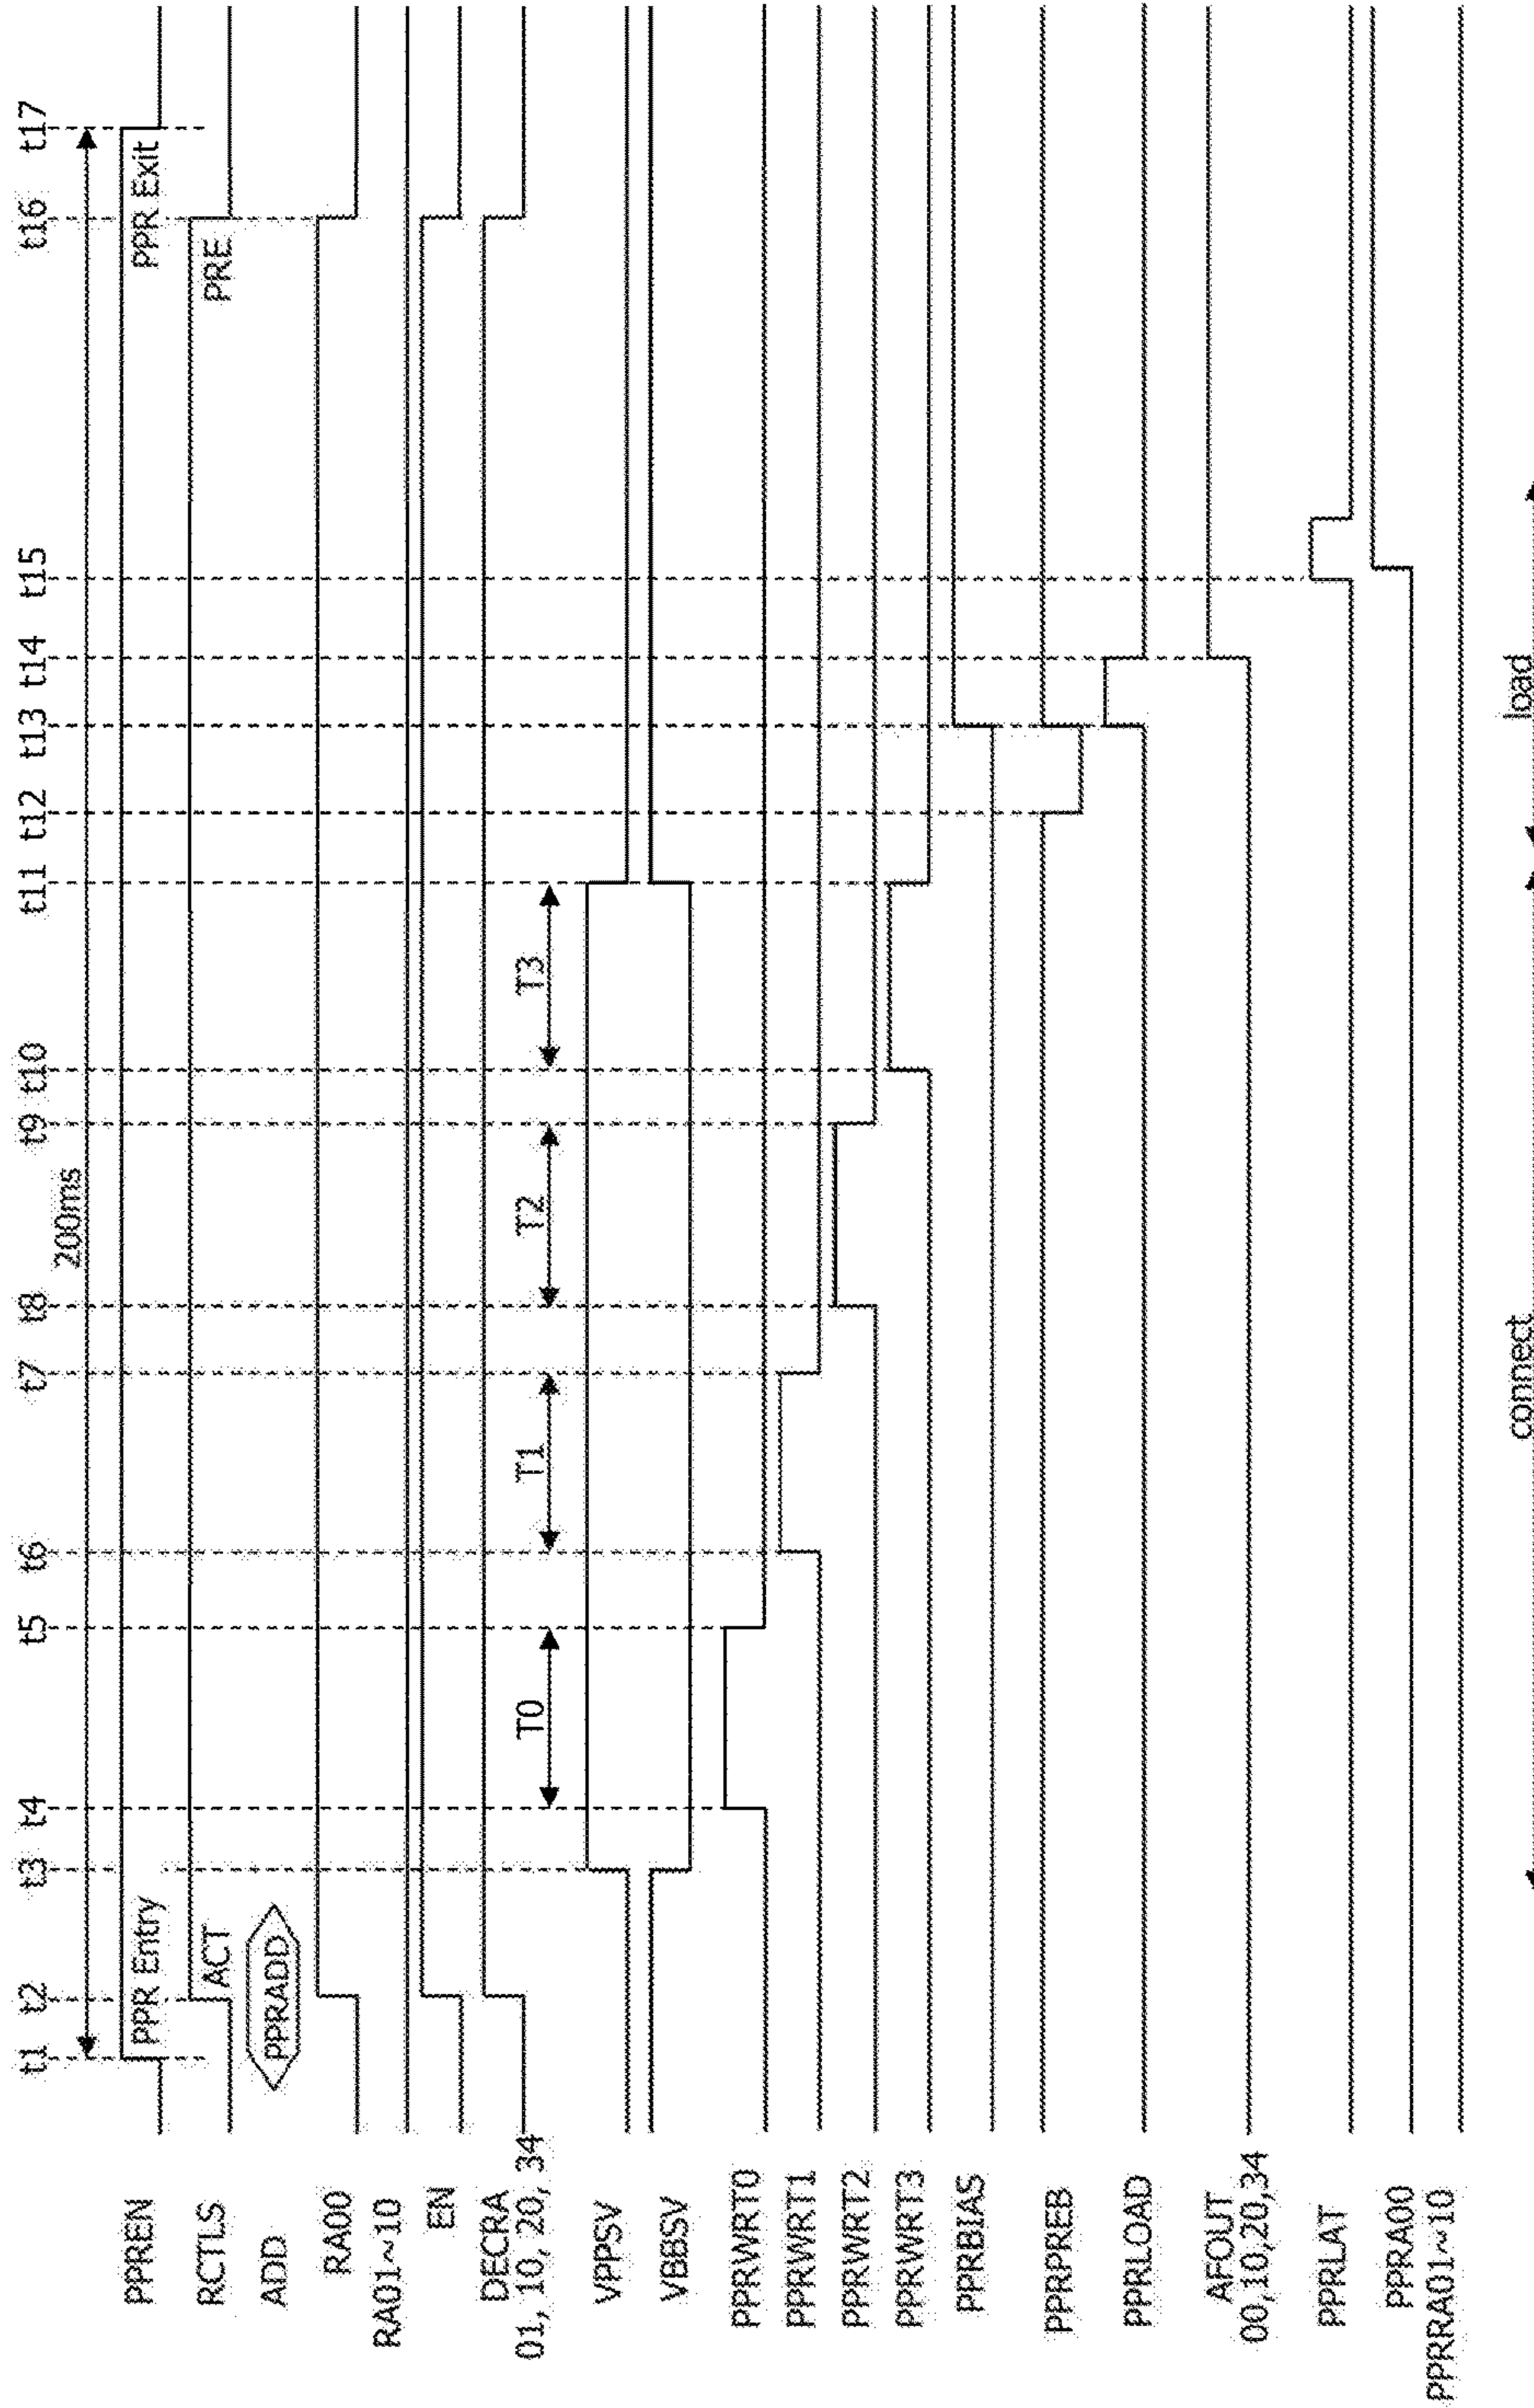 t1 t2 t3 t4 t5 t6 t7 t8 t9 t10 t11 t12 t13 t14 t15 t16 t17
200ms
PPREN
PPR Entry
PPR Exit
RCTLS
ACT
PRE
ADD
PPRADD
RA00
RA01~10
EN
DECRA
01, 10, 20, 34
T0 T1 T2 T3
VPPSV
VBBSV
PPRWRT0
PPRWRT1
PPRWRT2
PPRWRT3
PPRBIAS
PPRPREB
PPRLOAD
AFOUT
00,10,20,34
PPRLAT
PPRA00
PPRRA01~10
connect
load